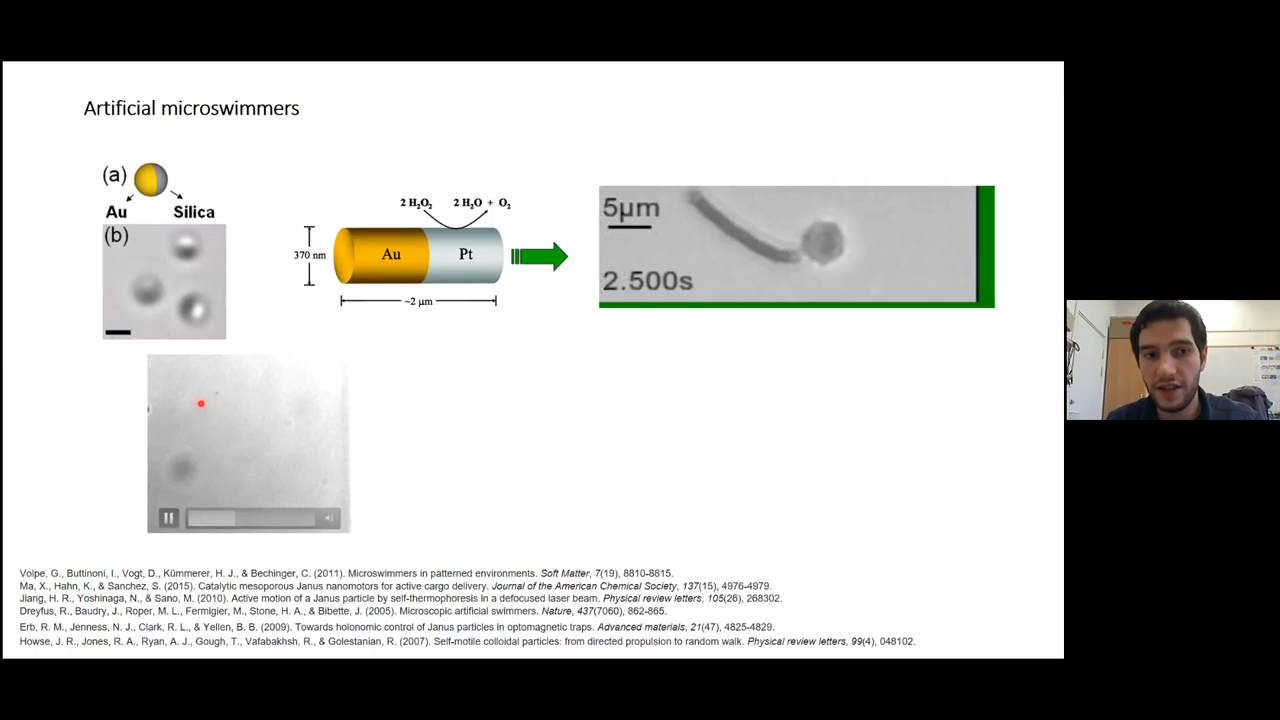 Artificial microswimmers
(a)
Au Silica
(b)
2 H₂O₂ 2 H₂O + O₂
370 nm
Au Pt
~2 μm
5μm
2.500s
Volpe, G., Buttinoni, I., Vogt, D., Kümmerer, H. J., & Bechinger, C. (2011). Microswimmers in patterned environments. Soft Matter, 7(19), 8810-8815.
Ma, X., Hahn, K., & Sanchez, S. (2015). Catalytic mesoporous Janus nanomotors for active cargo delivery. Journal of the American Chemical Society, 137(15), 4976-4979.
Jiang, H. R., Yoshinaga, N., & Sano, M. (2010). Active motion of a Janus particle by self-thermophoresis in a defocused laser beam. Physical review letters, 105(26), 268302.
Dreyfus, R., Baudry, J., Roper, M. L., Fermigier, M., Stone, H. A., & Bibette, J. (2005). Microscopic artificial swimmers. Nature, 437(7060), 862-865.
Erb, R. M., Jenness, N. J., Clark, R. L., & Yellen, B. B. (2009). Towards holonomic control of Janus particles in optomagnetic traps. Advanced materials, 21(47), 4825-4829.
Howse, J. R., Jones, R. A., Ryan, A. J., Gough, T., Vafabakhsh, R., & Golestanian, R. (2007). Self-motile colloidal particles: from directed propulsion to random walk. Physical review letters, 99(4), 048102.